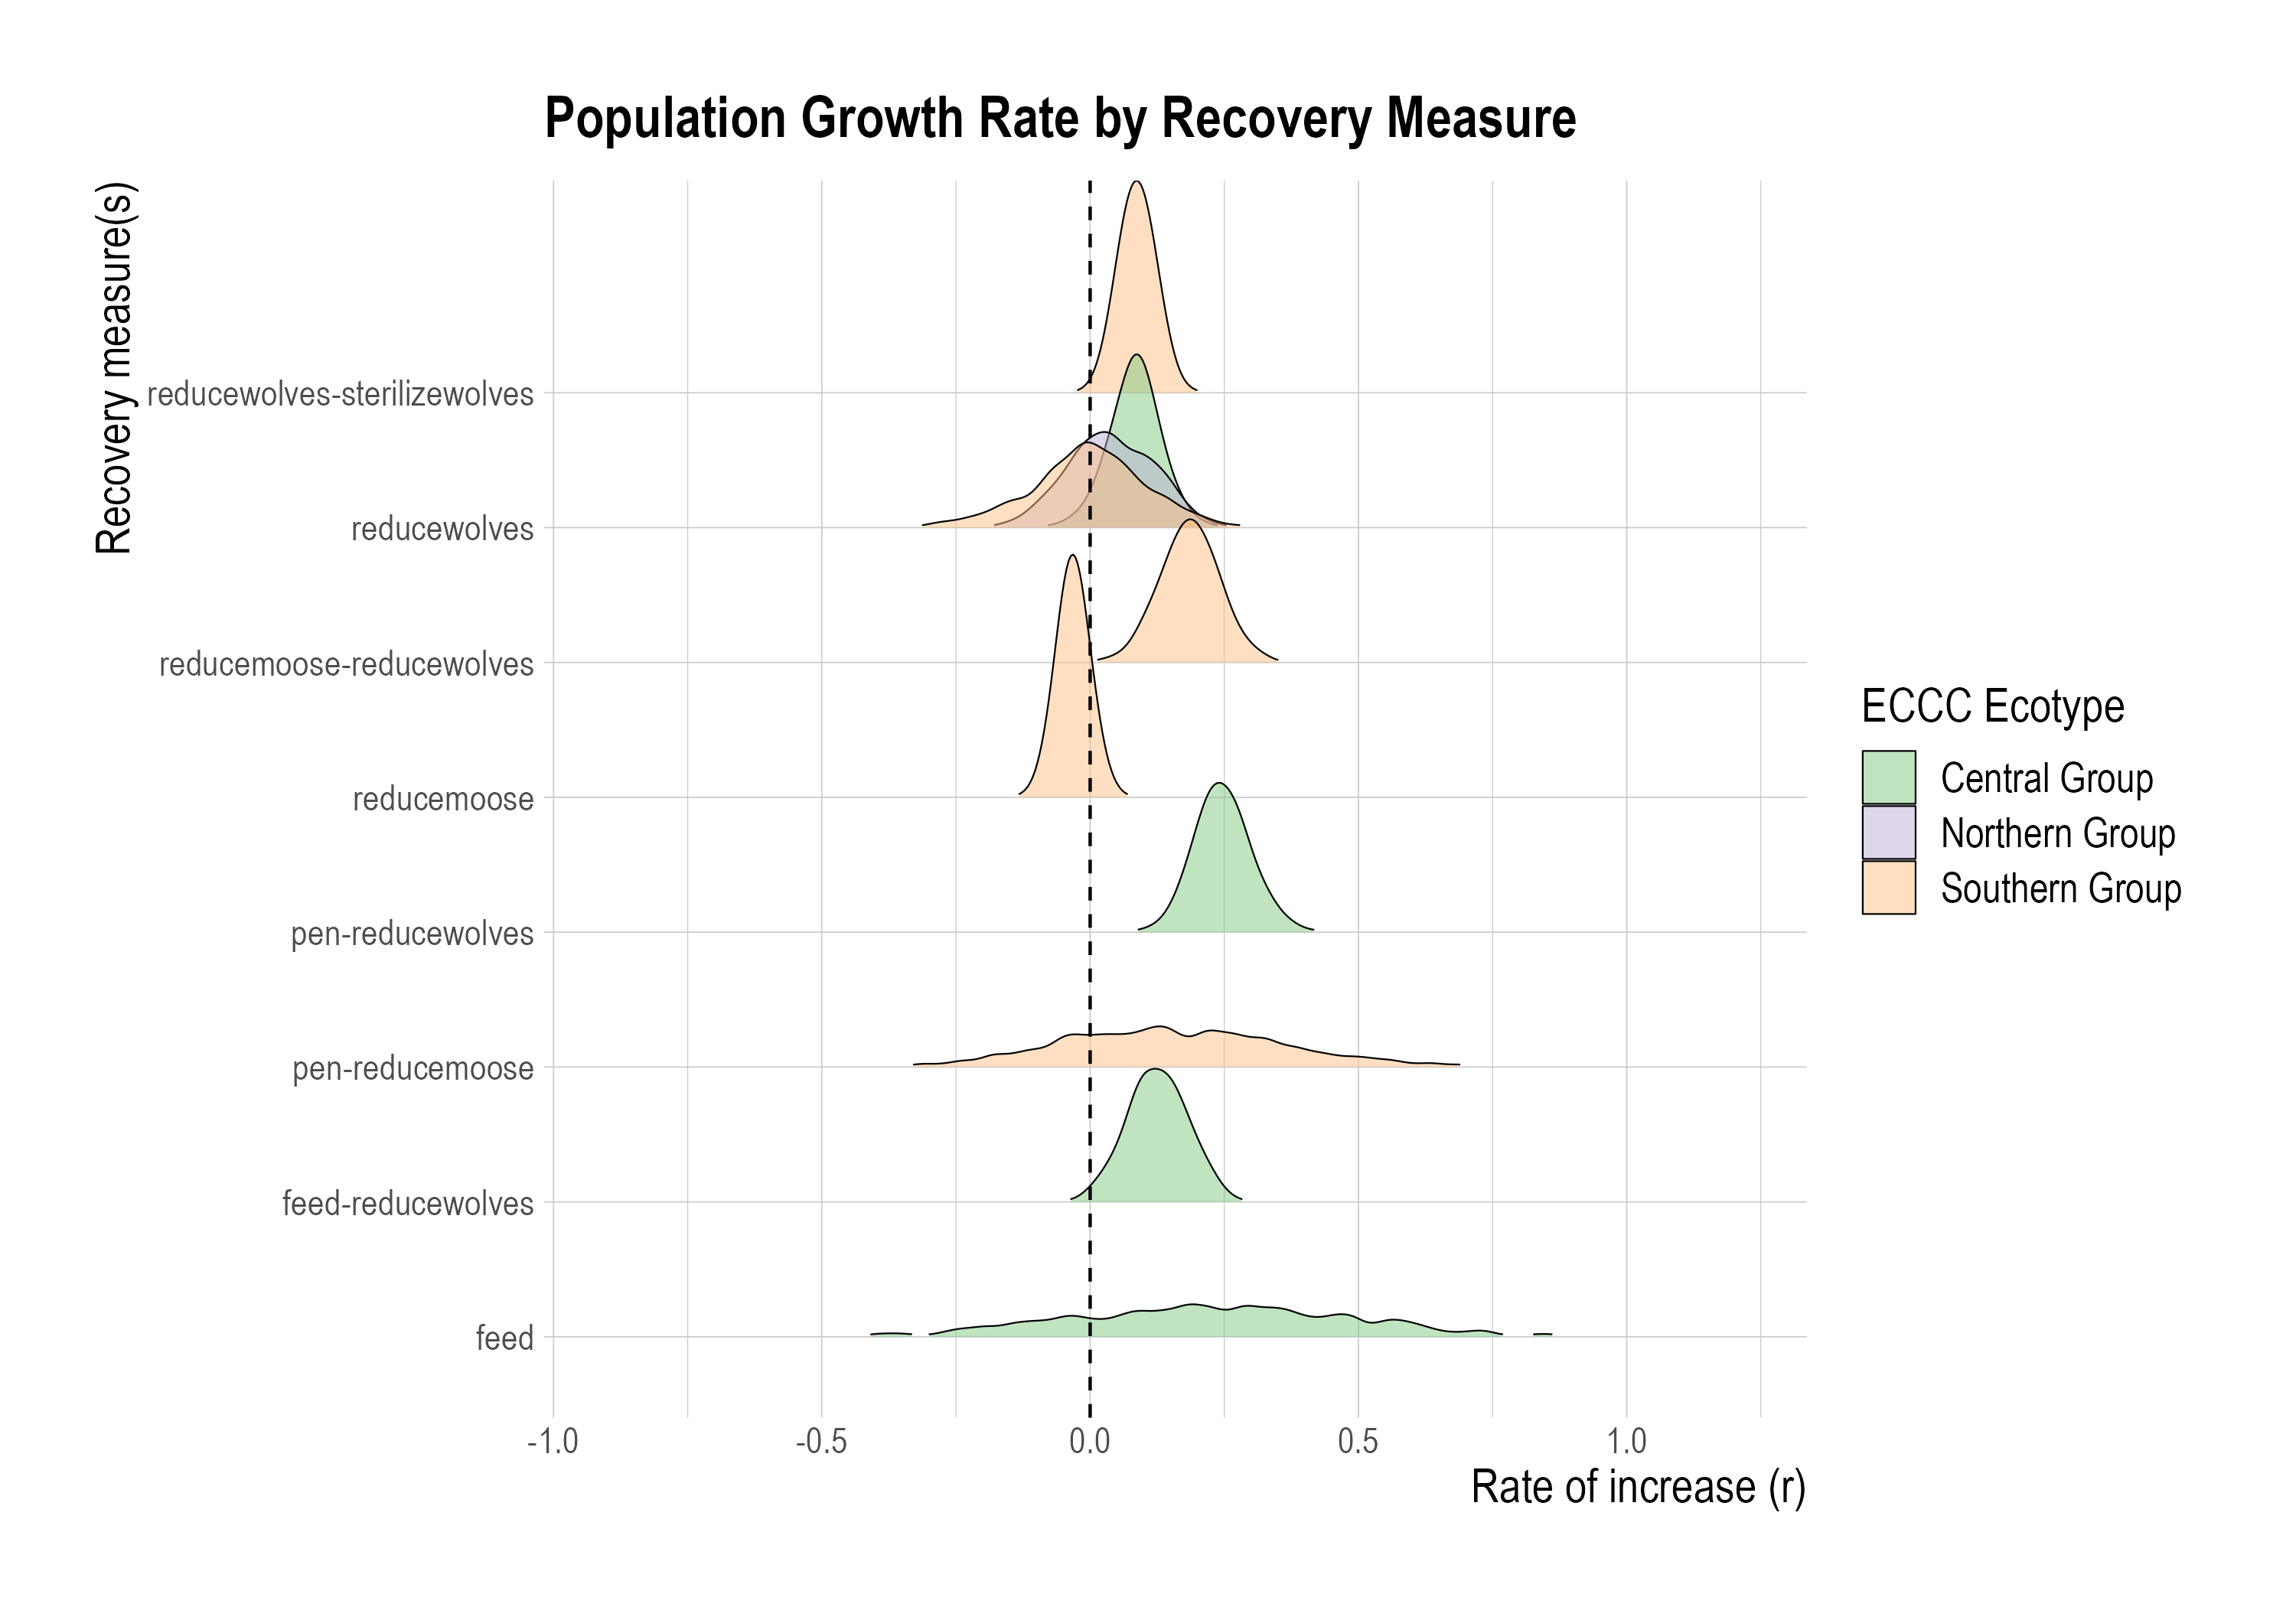 Population Growth Rate by Recovery Measure
Recovery measure(s)
reducewolves-sterilizewolves
reducewolves
reducemoose-reducewolves
reducemoose
pen-reducewolves
pen-reducemoose
feed-reducewolves
feed
-1.0 -0.5 0.0 0.5 1.0
Rate of increase (r)
ECCC Ecotype
Central Group
Northern Group
Southern Group